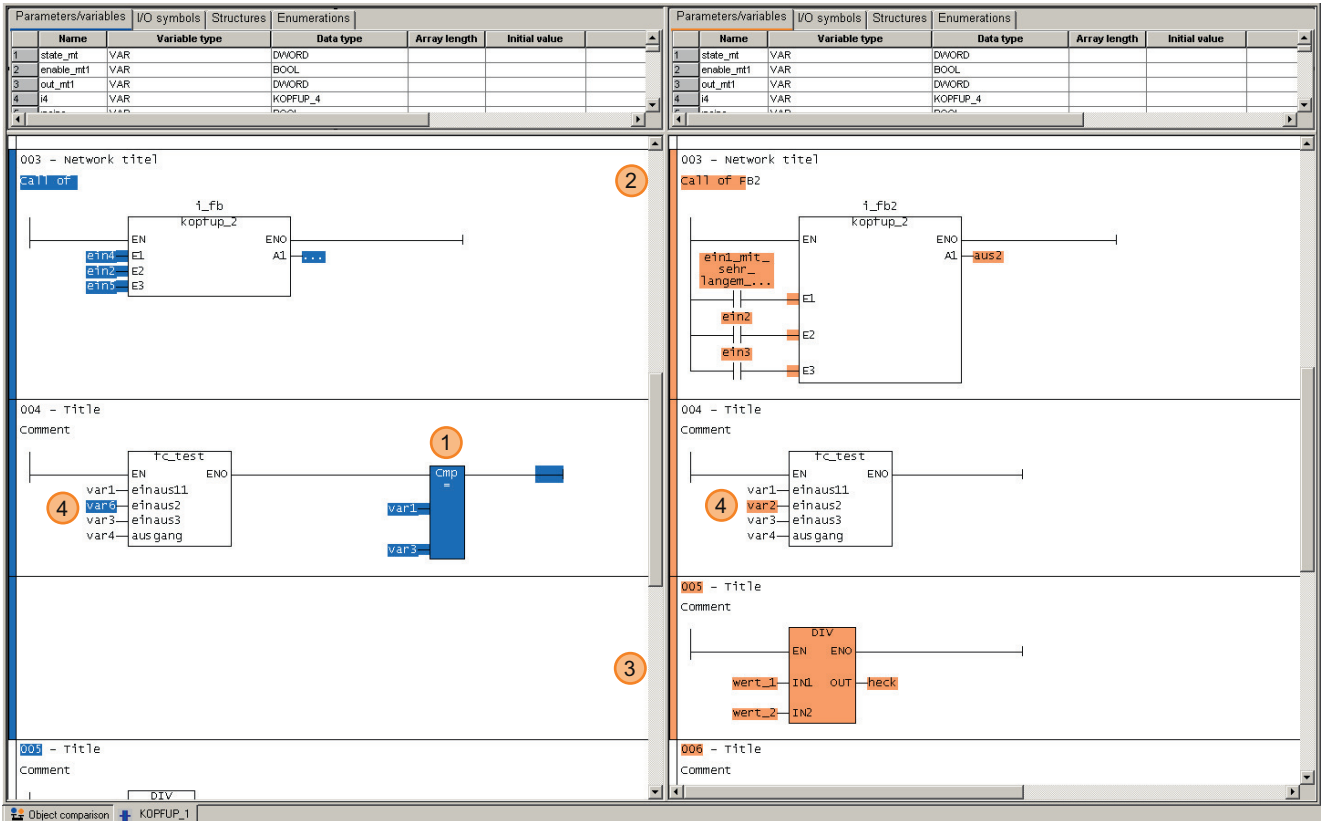 Parameters/variables I/O symbols Structures Enumerations
Name Variable type Data type Array length Initial value
1 state_mt VAR DWORD
2 enable_mt1 VAR BOOL
3 out_mt1 VAR DWORD
4 i4 VAR KOPFUP_4
003 - Network titel
Call of
2
i_fb
kopfup_2
EN ENO
ein4 E1 A1 ...
ein2 E2
ein5 E3
004 - Title
Comment
1
fc_test
EN ENO
Cmp
=
var1 einaus11
4
var6 einaus2
var1
var3 einaus3
var4 ausgang
var3
3
005 - Title
Comment
DIV
Parameters/variables I/O symbols Structures Enumerations
Name Variable type Data type Array length Initial value
1 state_mt VAR DWORD
2 enable_mt1 VAR BOOL
3 out_mt1 VAR DWORD
4 i4 VAR KOPFUP_4
003 - Network titel
Call of FB2
i_fb2
kopfup_2
EN ENO
A1 aus2
ein1_mit_
sehr_
langem_...
E1
ein2
E2
ein3
E3
004 - Title
Comment
fc_test
EN ENO
var1 einaus11
4
var2 einaus2
var3 einaus3
var4 ausgang
005 - Title
Comment
DIV
EN ENO
wert_1 IN1 OUT heck
wert_2 IN2
006 - Title
Comment
Object comparison KOPFUP_1